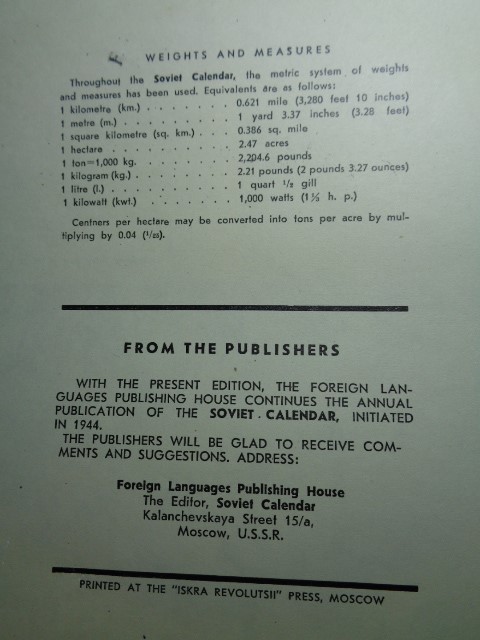 WEIGHTS AND MEASURES
Throughout the Soviet Calendar, the metric system of weights
and measures has been used. Equivalents are as follows:
1 kilometre (km.) . . . . . . . 0.621 mile (3,280 feet 10 inches)
1 metre (m.) . . . . . . . . . 1 yard 3.37 inches (3.28 feet)
1 square kilometre (sq. km.) . . . 0.386 sq. mile
1 hectare . . . . . . . . . . 2.47 acres
1 ton=1,000 kg. . . . . . . . 2,204.6 pounds
1 kilogram (kg.) . . . . . . . . 2.21 pounds (2 pounds 3.27 ounces)
1 litre (l.) . . . . . . . . . 1 quart 1/2 gill
1 kilowatt (kwt.) . . . . . . . 1,000 watts (1⅓ h. p.)
Centners per hectare may be converted into tons per acre by mul-
tiplying by 0.04 (1/25).
FROM THE PUBLISHERS
WITH THE PRESENT EDITION, THE FOREIGN LAN-
GUAGES PUBLISHING HOUSE CONTINUES THE ANNUAL
PUBLICATION OF THE SOVIET CALENDAR, INITIATED
IN 1944.
THE PUBLISHERS WILL BE GLAD TO RECEIVE COM-
MENTS AND SUGGESTIONS. ADDRESS:
Foreign Languages Publishing House
The Editor, Soviet Calendar
Kalanchevskaya Street 15/a,
Moscow, U.S.S.R.
PRINTED AT THE "ISKRA REVOLUTSII" PRESS, MOSCOW